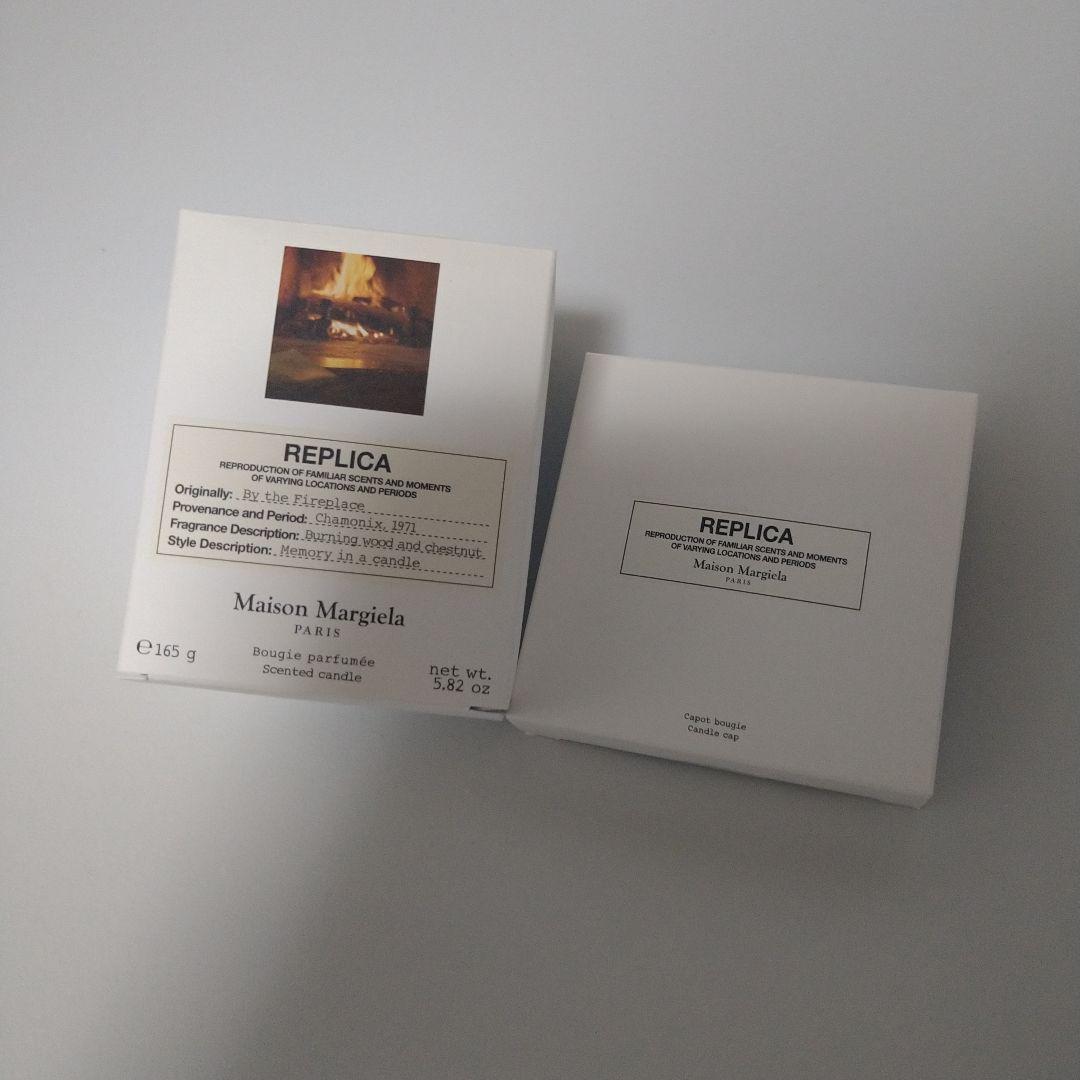 REPLICA
REPRODUCTION OF FAMILIAR SCENTS AND MOMENTS
OF VARYING LOCATIONS AND PERIODS
Originally: By the Fireplace
Provenance and Period: Chamonix, 1971
Fragrance Description: Burning wood and chestnut
Style Description: Memory in a candle
Maison Margiela
PARIS
℮165 g
Bougie parfumée
Scented candle
net wt.
5.82 oz
REPLICA
REPRODUCTION OF FAMILIAR SCENTS AND MOMENTS
OF VARYING LOCATIONS AND PERIODS
Maison Margiela
PARIS
Capot bougie
Candle cap